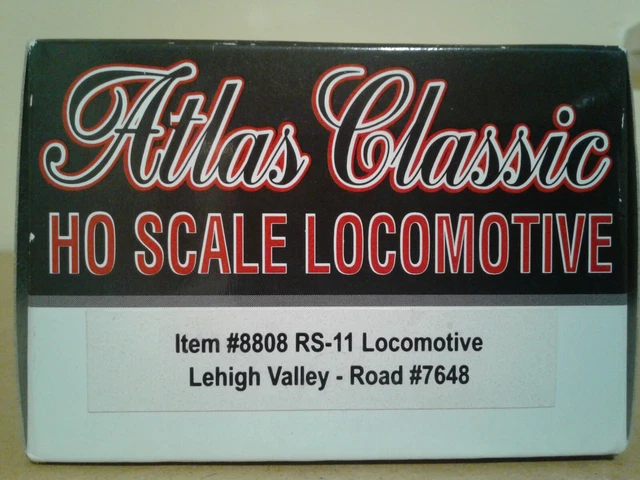 Atlas Classic
HO SCALE LOCOMOTIVE
Item #8808 RS-11 Locomotive
Lehigh Valley - Road #7648